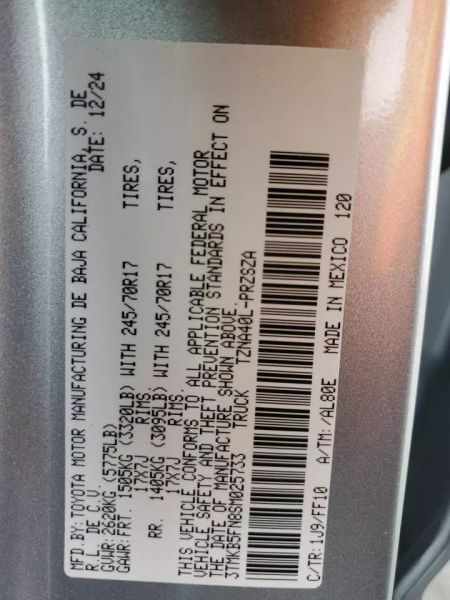 MFD.BY:TOYOTA MOTOR MANUFACTURING DE BAJA CALIFORNIA, S. DE
R.L. DE C.V. DATE: 12/24
GVWR:2620KG (5775LB)
GAWR:FRT. 1505KG (3320LB) WITH 245/70R17 TIRES,
17X7J RIMS
RR. 1405KG (3095LB) WITH 245/70R17 TIRES,
17X7J RIMS
THIS VEHICLE CONFORMS TO ALL APPLICABLE FEDERAL MOTOR
VEHICLE SAFETY AND THEFT PREVENTION STANDARDS IN EFFECT ON
THE DATE OF MANUFACTURE SHOWN ABOVE.
3TMKB5FN8SM025733 TRUCK TZNA40L-PRZSZA
C/TR:1J9/FF10 A/TM:/AL80E MADE IN MEXICO 120